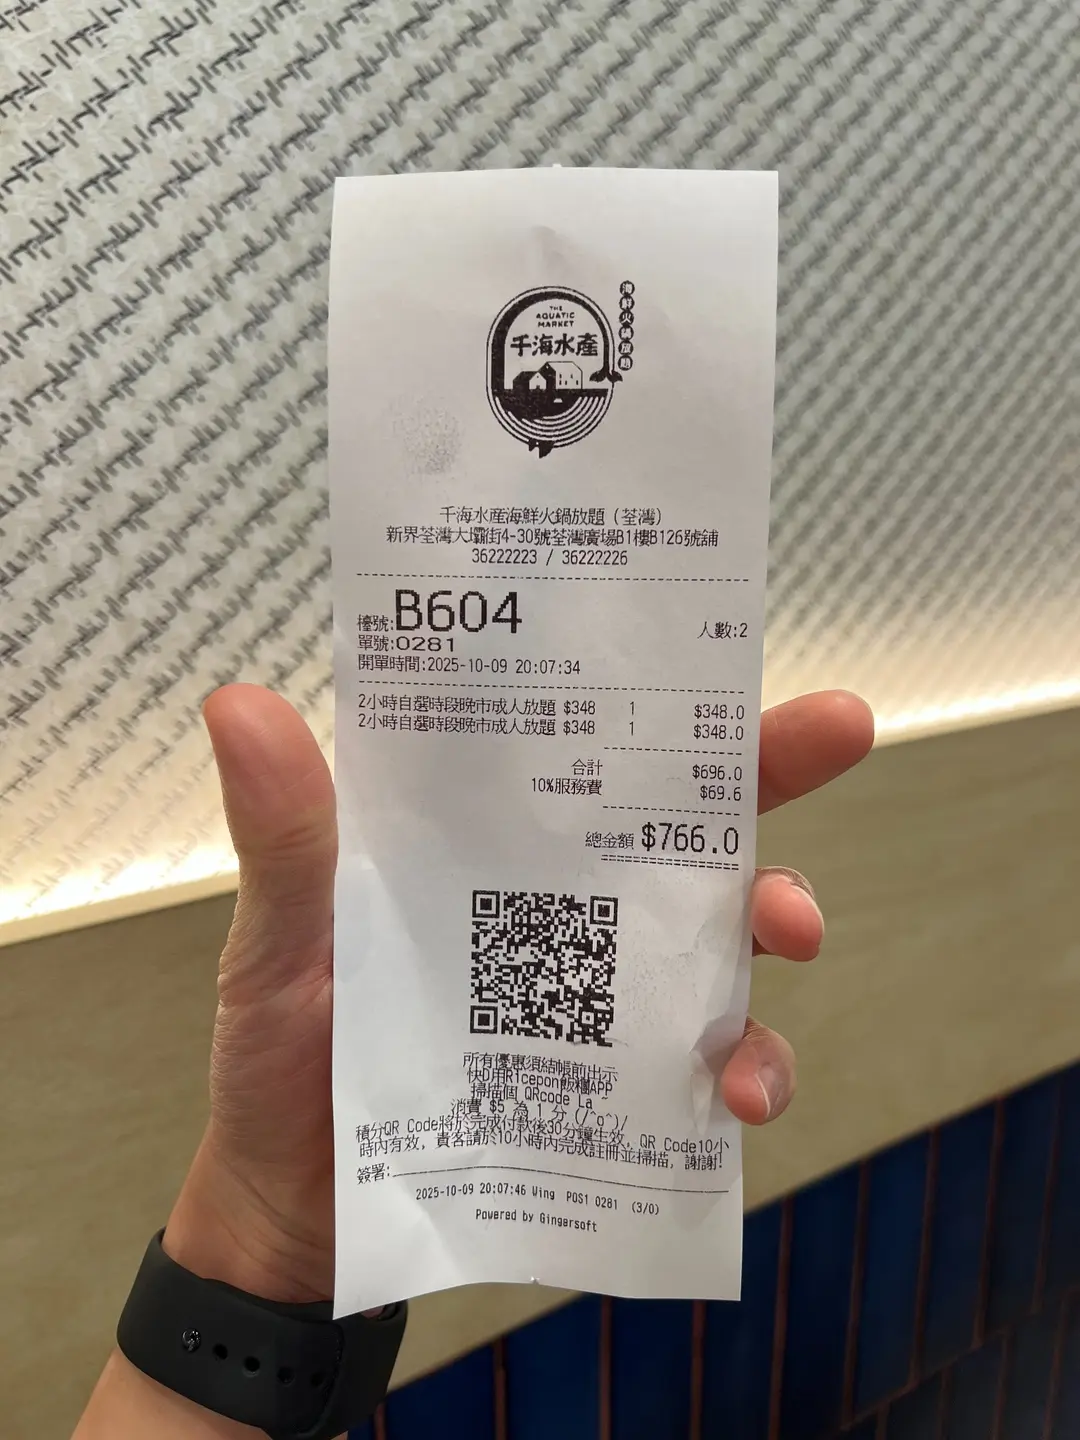 THE
AQUATIC
MARKET
千海水產
海鮮火鍋放題
千海水産海鮮火鍋放題（荃灣）
新界荃灣大壩街4-30號荃灣廣場B1樓B126號舖
36222223 / 36222226
檯號:B604 人數:2
單號:0281
開單時間:2025-10-09 20:07:34
2小時自選時段晚市成人放題 $348 1 $348.0
2小時自選時段晚市成人放題 $348 1 $348.0
合計 $696.0
10%服務費 $69.6
總金額 $766.0
所有優惠須結帳前出示
快D用Ricepon飯糰APP
掃描個 QRcode La ~
消費 $5 為 1 分 (/^o^)/
積分QR Code將於完成付款後30分鐘生效, QR Code10小
時內有效, 貴客請於10小時內完成註冊並掃描, 謝謝!
簽署:
2025-10-09 20:07:46 Wing POS1 0281 (3/0)
Powered by Gingersoft